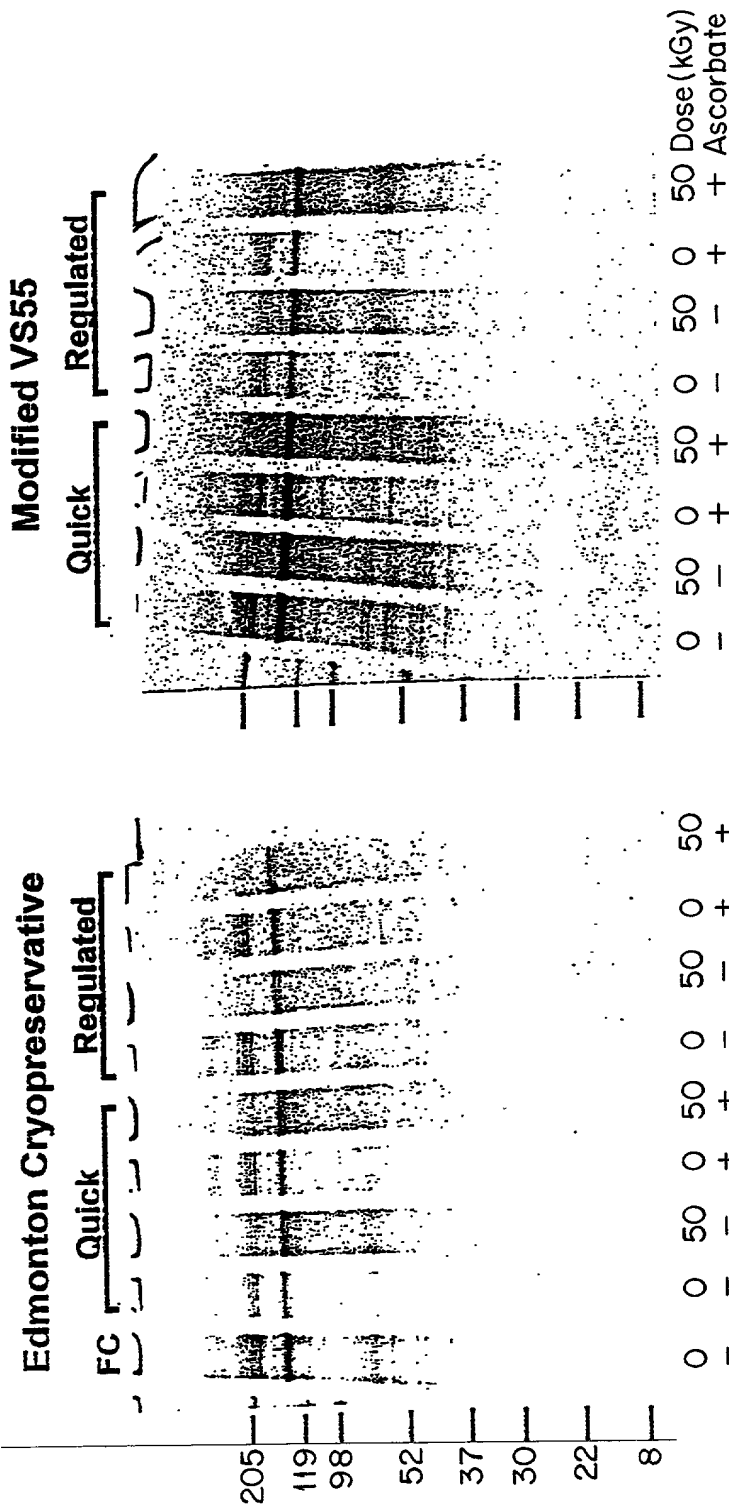 Edmonton Cryopreservative
FC
Quick
Regulated
205
119
98
52
37
30
22
8
0 0 50 0 50 0 50 0 50
− − − + + − − + +
Modified VS55
Quick
Regulated
0 50 0 50 0 50 0 50 Dose (kGy)
− − + + − − + + Ascorbate